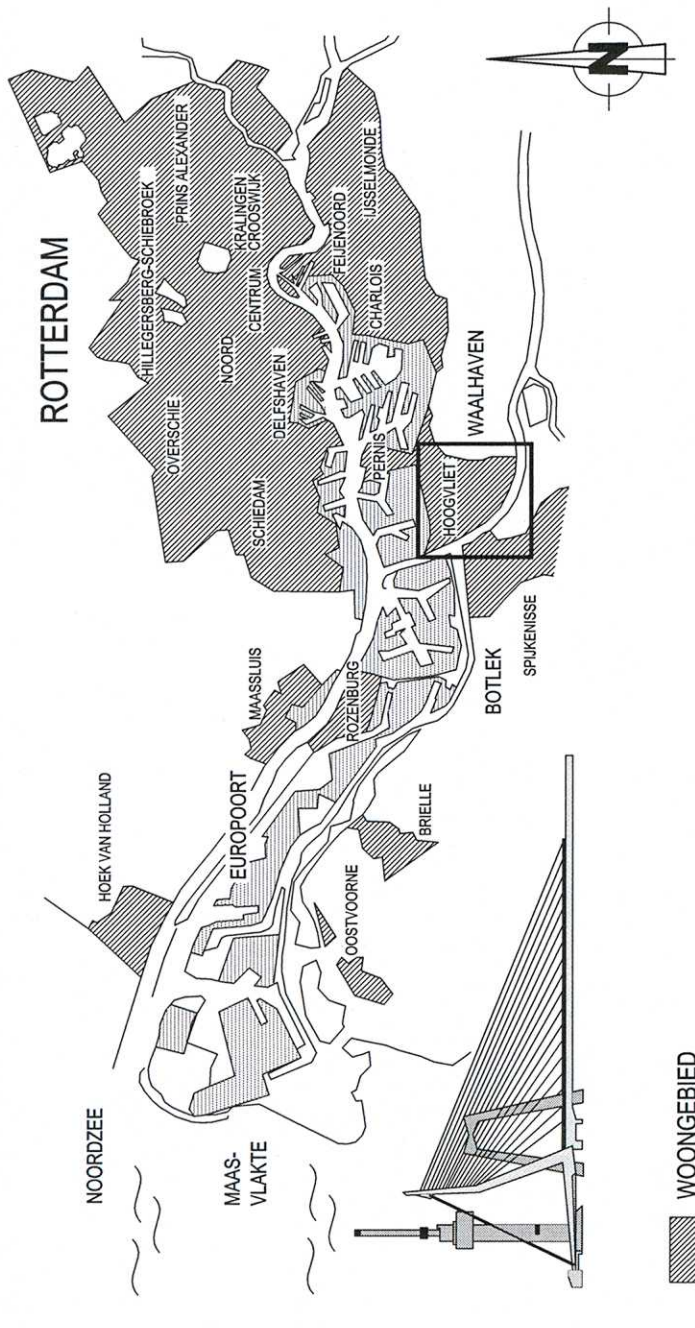 ROTTERDAM
HILLEGERSBERG-SCHIEBROEK
PRINS ALEXANDER
OVERSCHIE
NOORD
KRALINGEN
CROOSWIJK
CENTRUM
SCHIEDAM
DELFSHAVEN
FEIJENOORD
IJSSELMONDE
CHARLOIS
PERNIS
WAALHAVEN
HOOGVLIET
HOEK VAN HOLLAND
MAASSLUIS
NOORDZEE
EUROPOORT
ROZENBURG
MAAS-
VLAKTE
OOSTVOORNE
BRIELLE
BOTLEK
SPIJKENISSE
N
WOONGEBIED